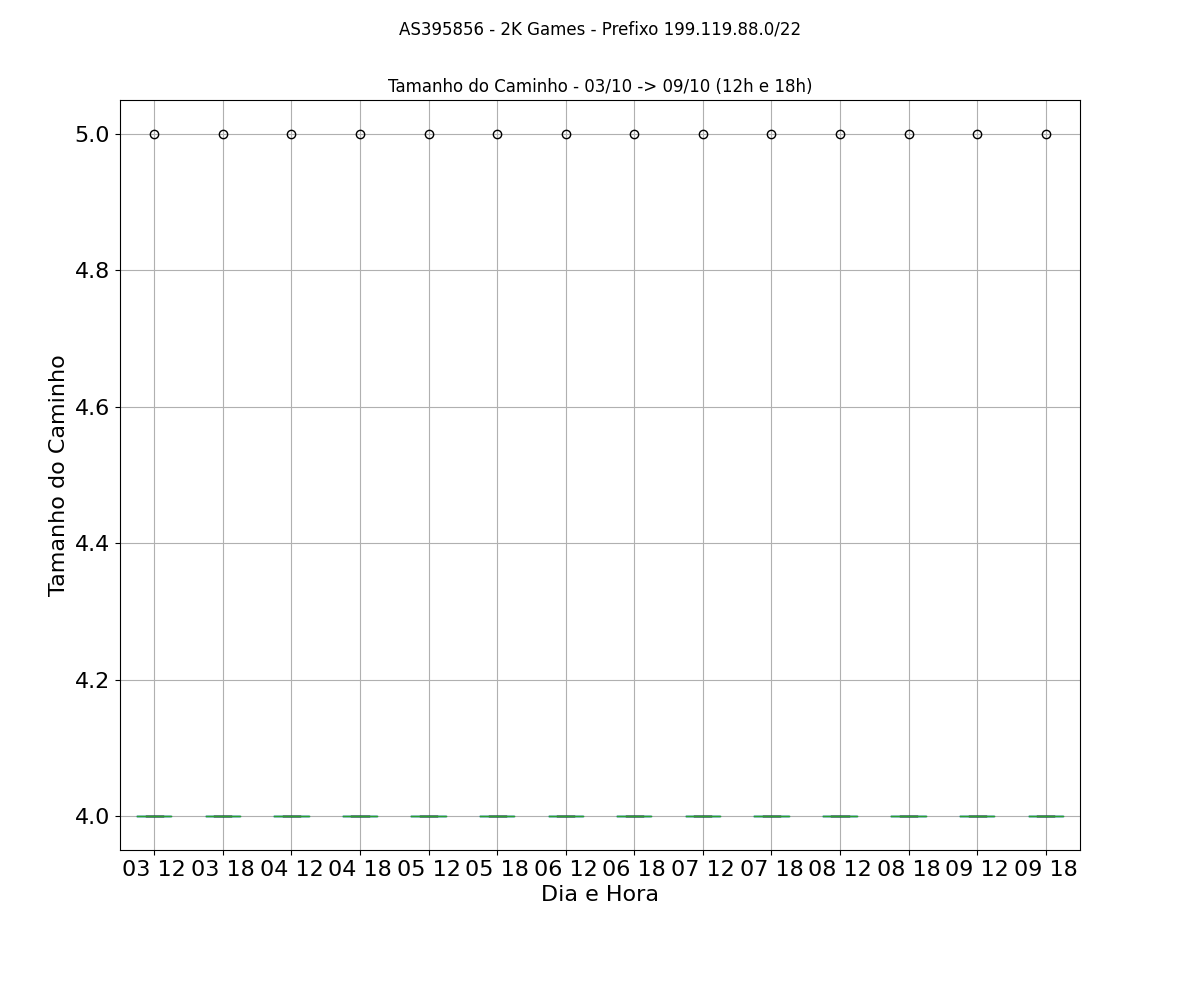 AS395856 - 2K Games - Prefixo 199.119.88.0/22
Tamanho do Caminho - 03/10 -> 09/10 (12h e 18h)
Tamanho do Caminho
5.0
4.8
4.6
4.4
4.2
4.0
03 12 03 18 04 12 04 18 05 12 05 18 06 12 06 18 07 12 07 18 08 12 08 18 09 12 09 18
Dia e Hora